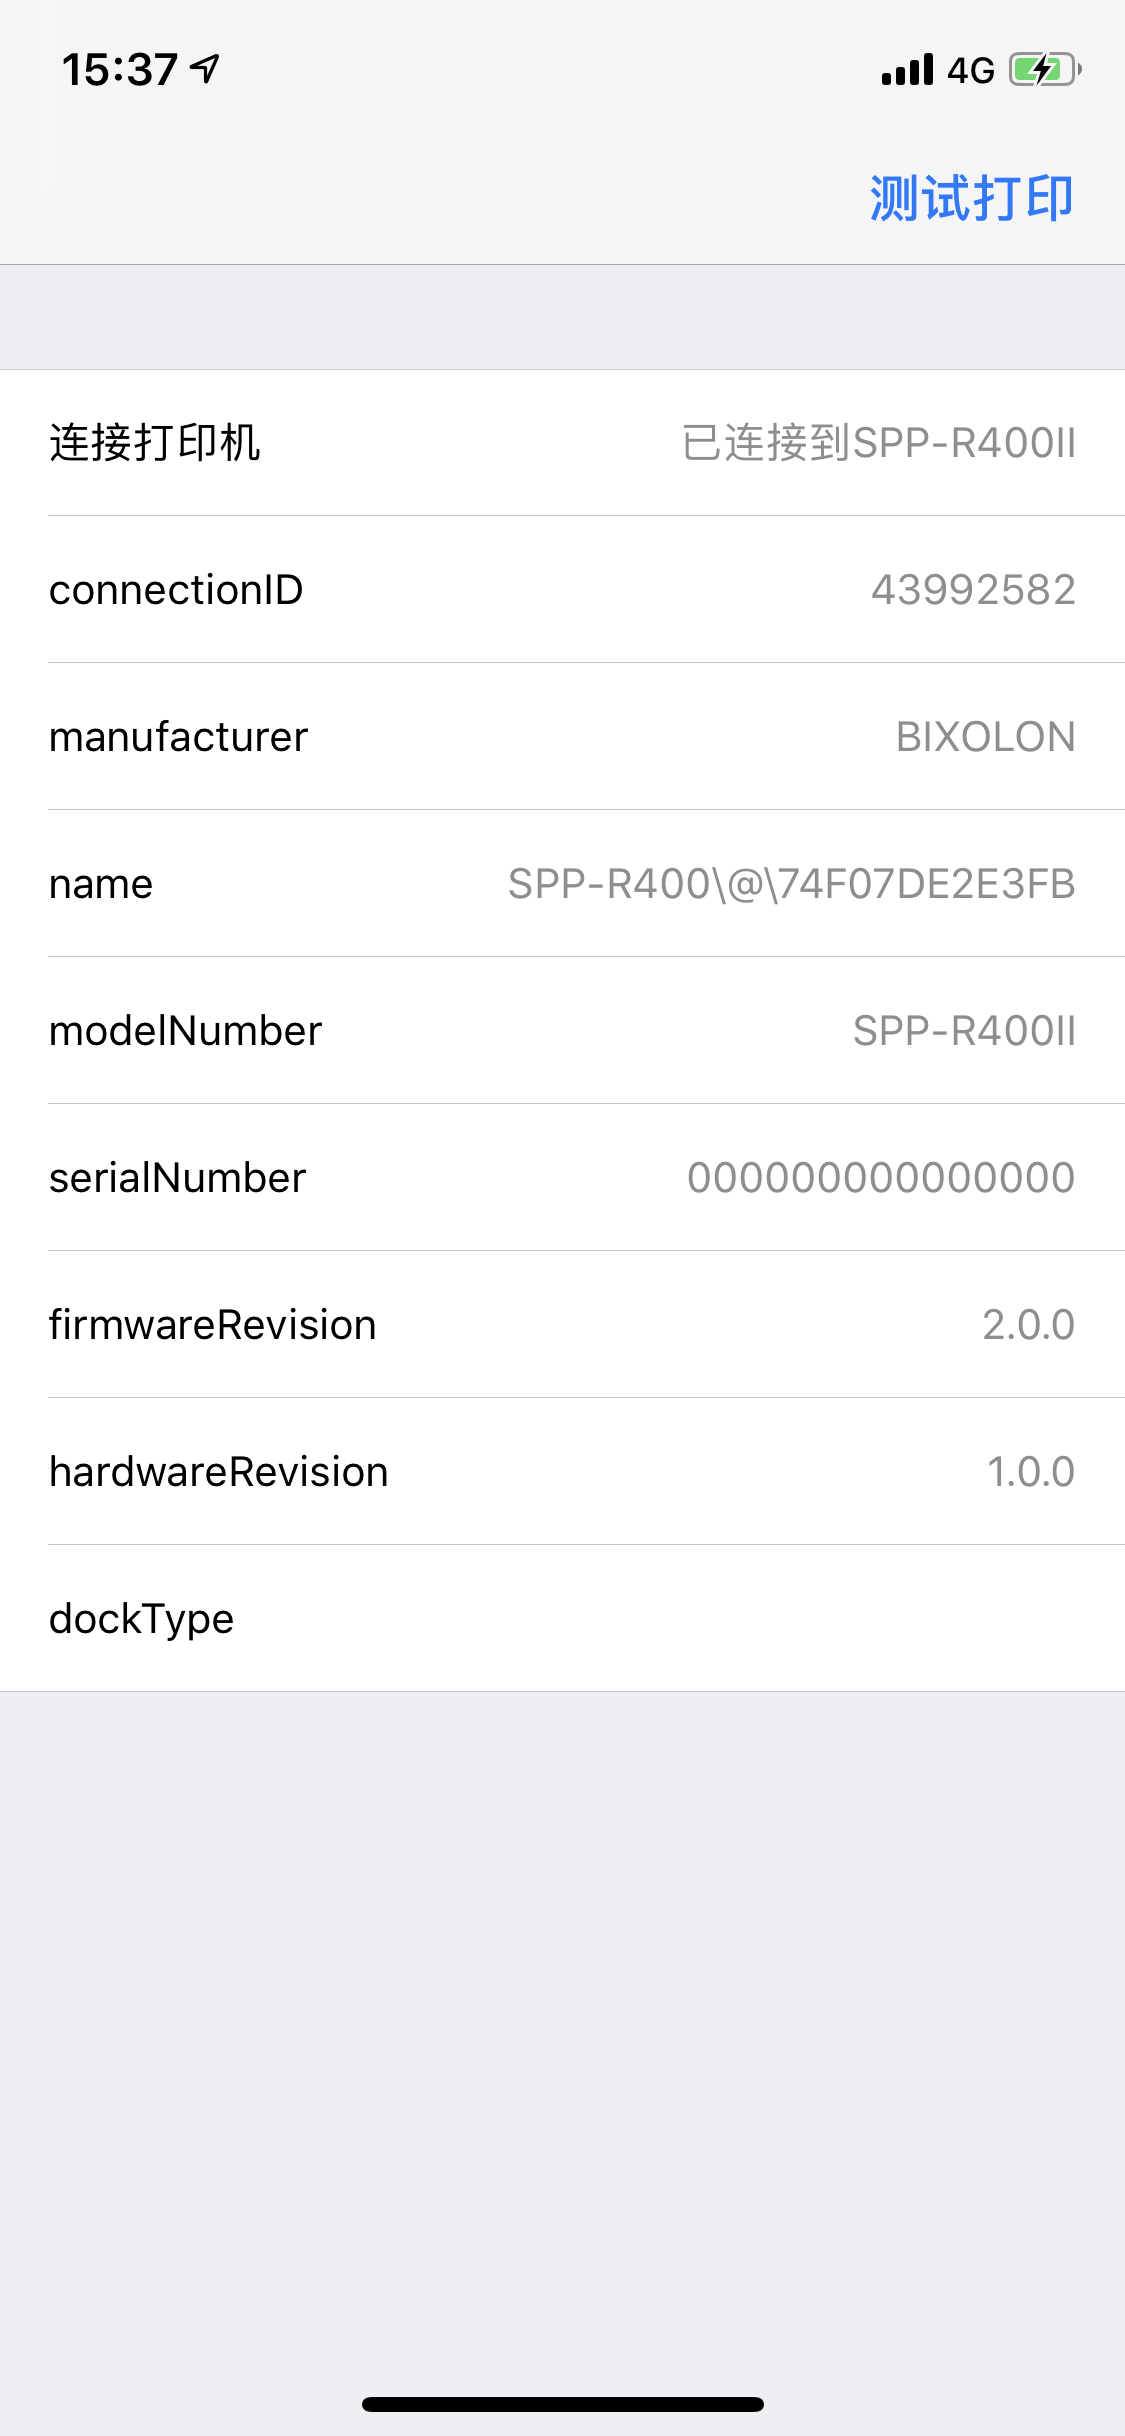 15:37 4G
测试打印
连接打印机 已连接到SPP-R400II
connectionID 43992582
manufacturer BIXOLON
name SPP-R400\@\74F07DE2E3FB
modelNumber SPP-R400II
serialNumber 000000000000000
firmwareRevision 2.0.0
hardwareRevision 1.0.0
dockType